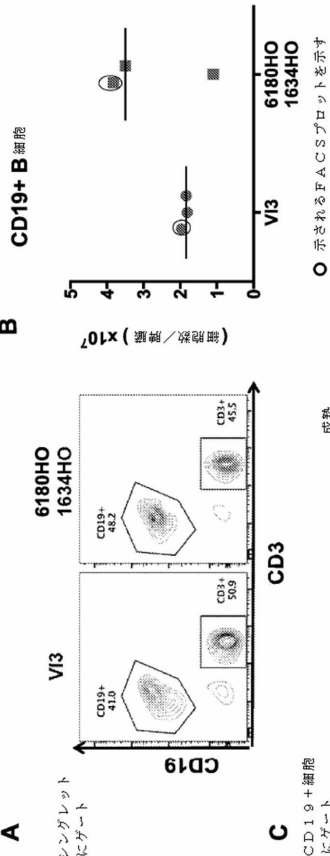 A
シングレット
にゲート
VI3
6180HO
1634HO
CD19+
41.0
CD3+
50.9
CD19+
48.2
CD3+
45.5
CD19
CD3
B
CD19+ B 細胞
(細胞数／脾臓) x10⁷
5
4
3
2
1
0
VI3
6180HO
1634HO
O 示されるFACSプロットを示す
C
CD19+細胞
にゲート
成熟